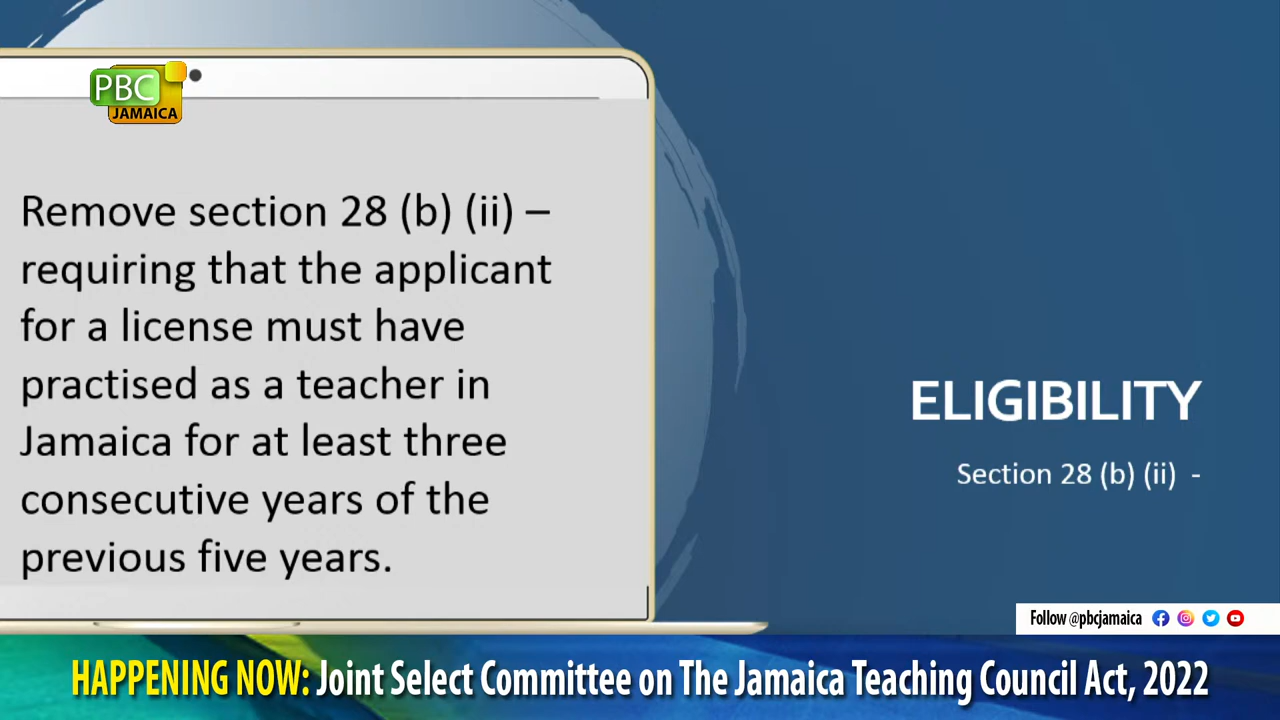 PBC
JAMAICA
Remove section 28 (b) (ii) –
requiring that the applicant
for a license must have
practised as a teacher in
Jamaica for at least three
consecutive years of the
previous five years.
ELIGIBILITY
Section 28 (b) (ii) -
Follow @pbcjamaica
HAPPENING NOW: Joint Select Committee on The Jamaica Teaching Council Act, 2022